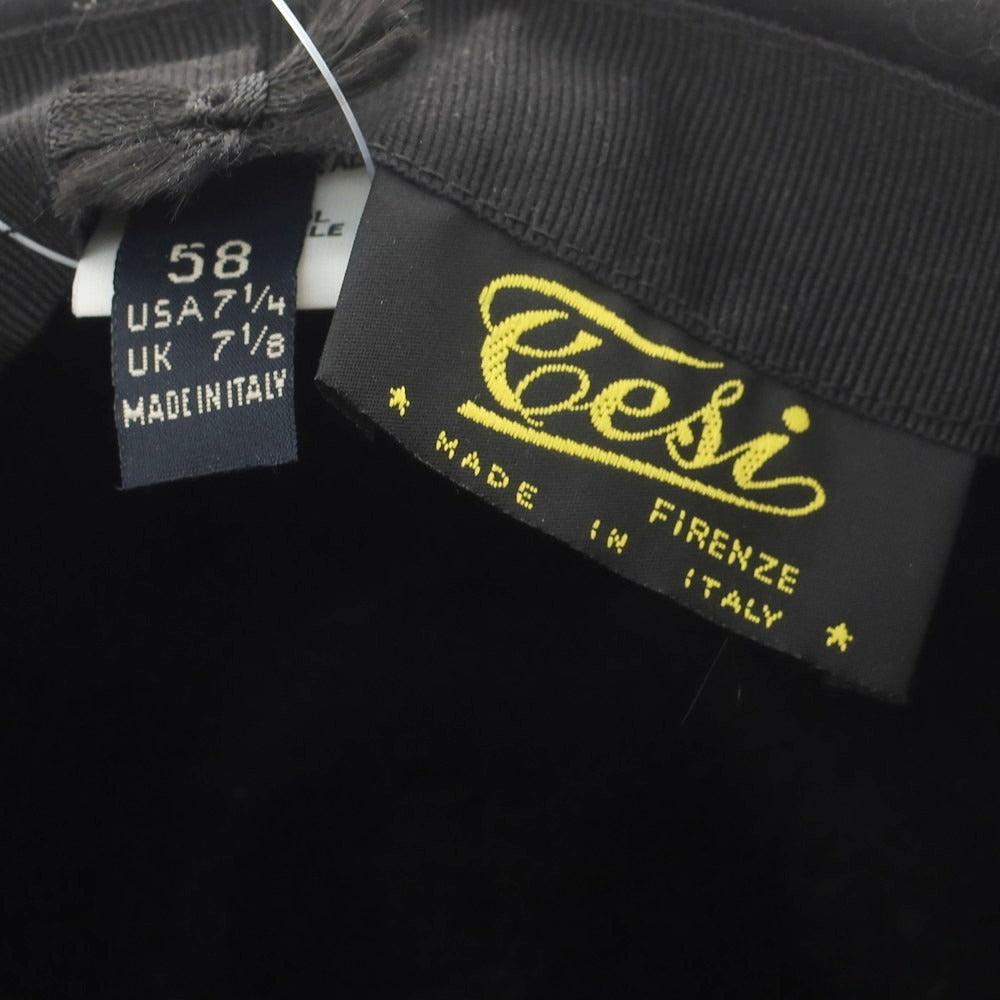 58
USA 7 1/4
UK 7 1/8
MADE IN ITALY
Tesi
FIRENZE
MADE IN ITALY